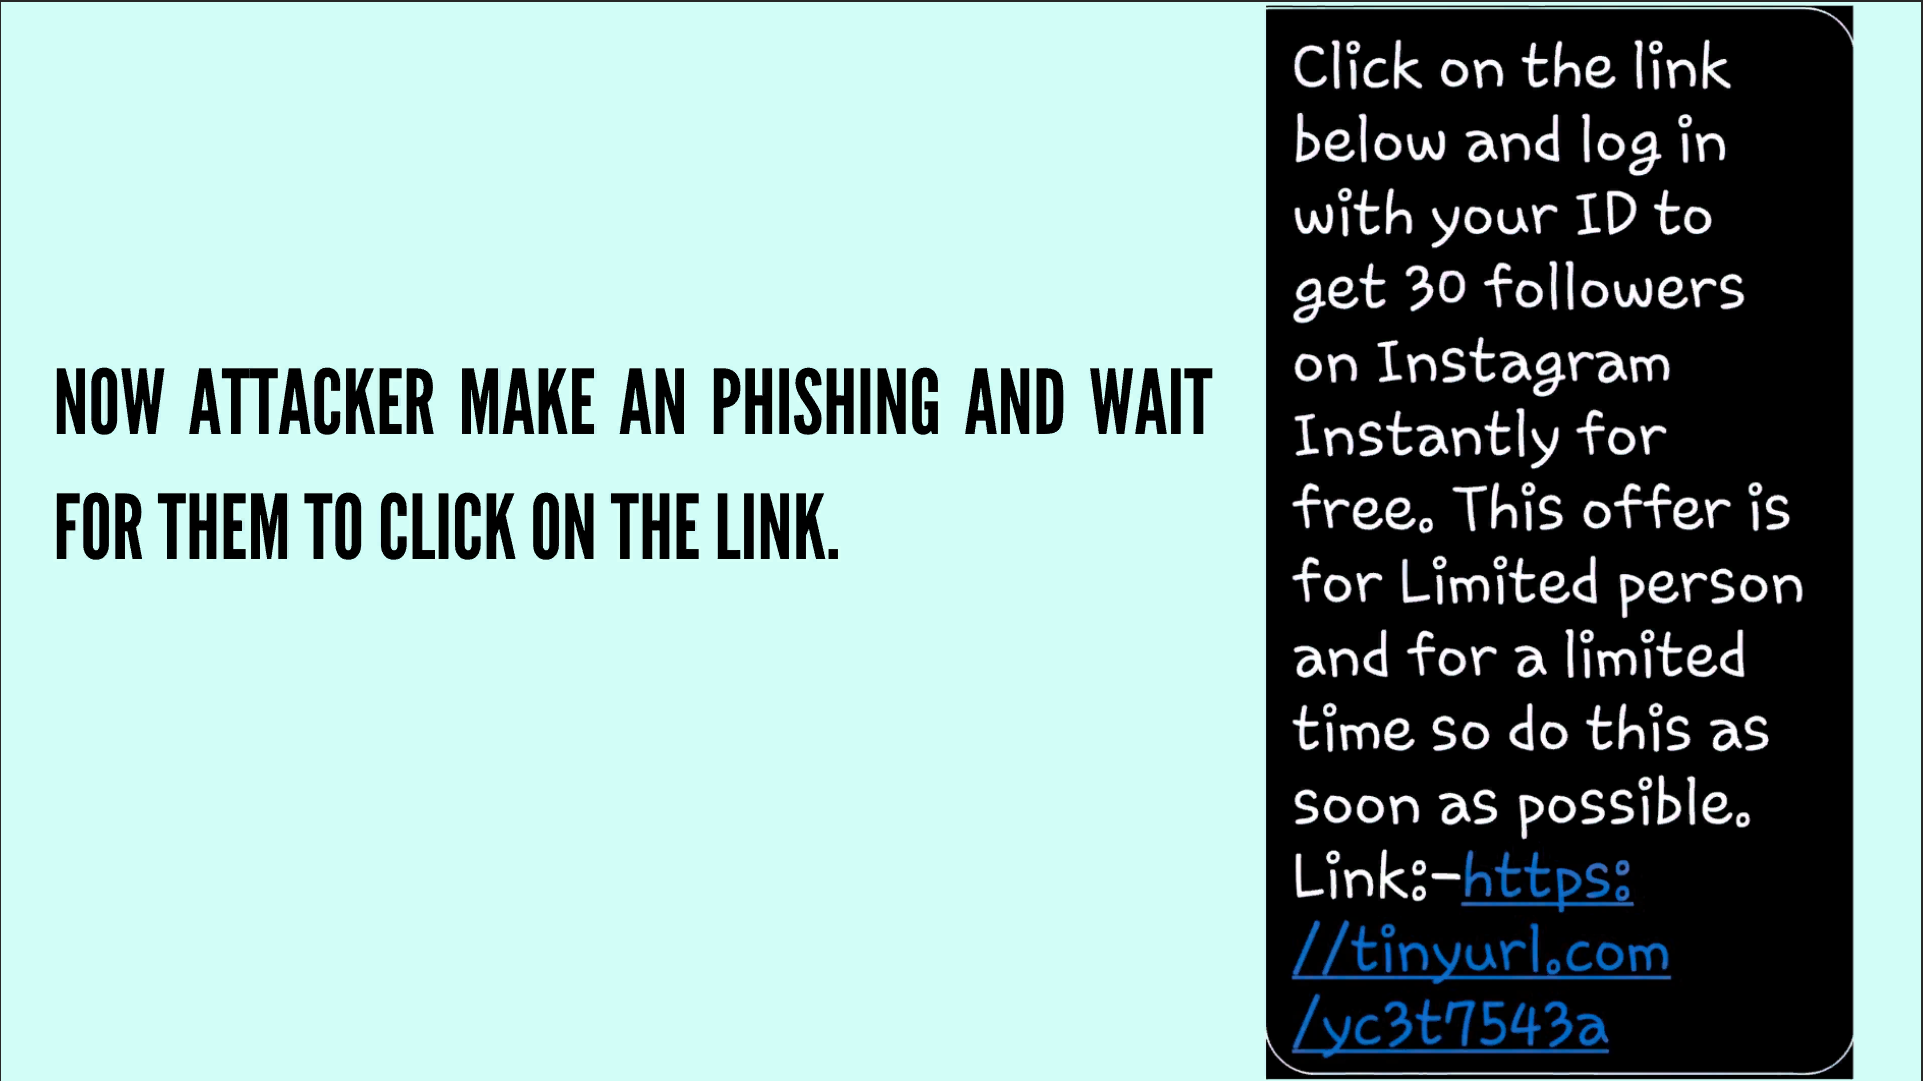 NOW ATTACKER MAKE AN PHISHING AND WAIT
FOR THEM TO CLICK ON THE LINK.
Click on the link
below and log in
with your ID to
get 30 followers
on Instagram
Instantly for
free. This offer is
for Limited person
and for a limited
time so do this as
soon as possible.
Link:-https:
//tinyurl.com
/yc3t7543a